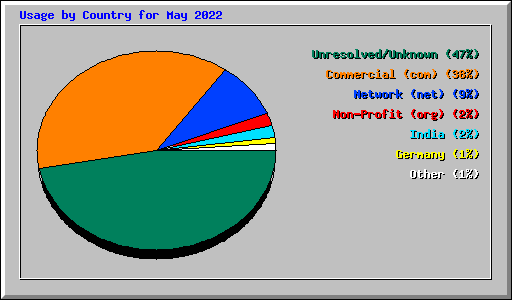 Usage by Country for May 2022
Unresolved/Unknown (47%)
Commercial (com) (38%)
Network (net) (9%)
Non-Profit (org) (2%)
India (2%)
Germany (1%)
Other (1%)